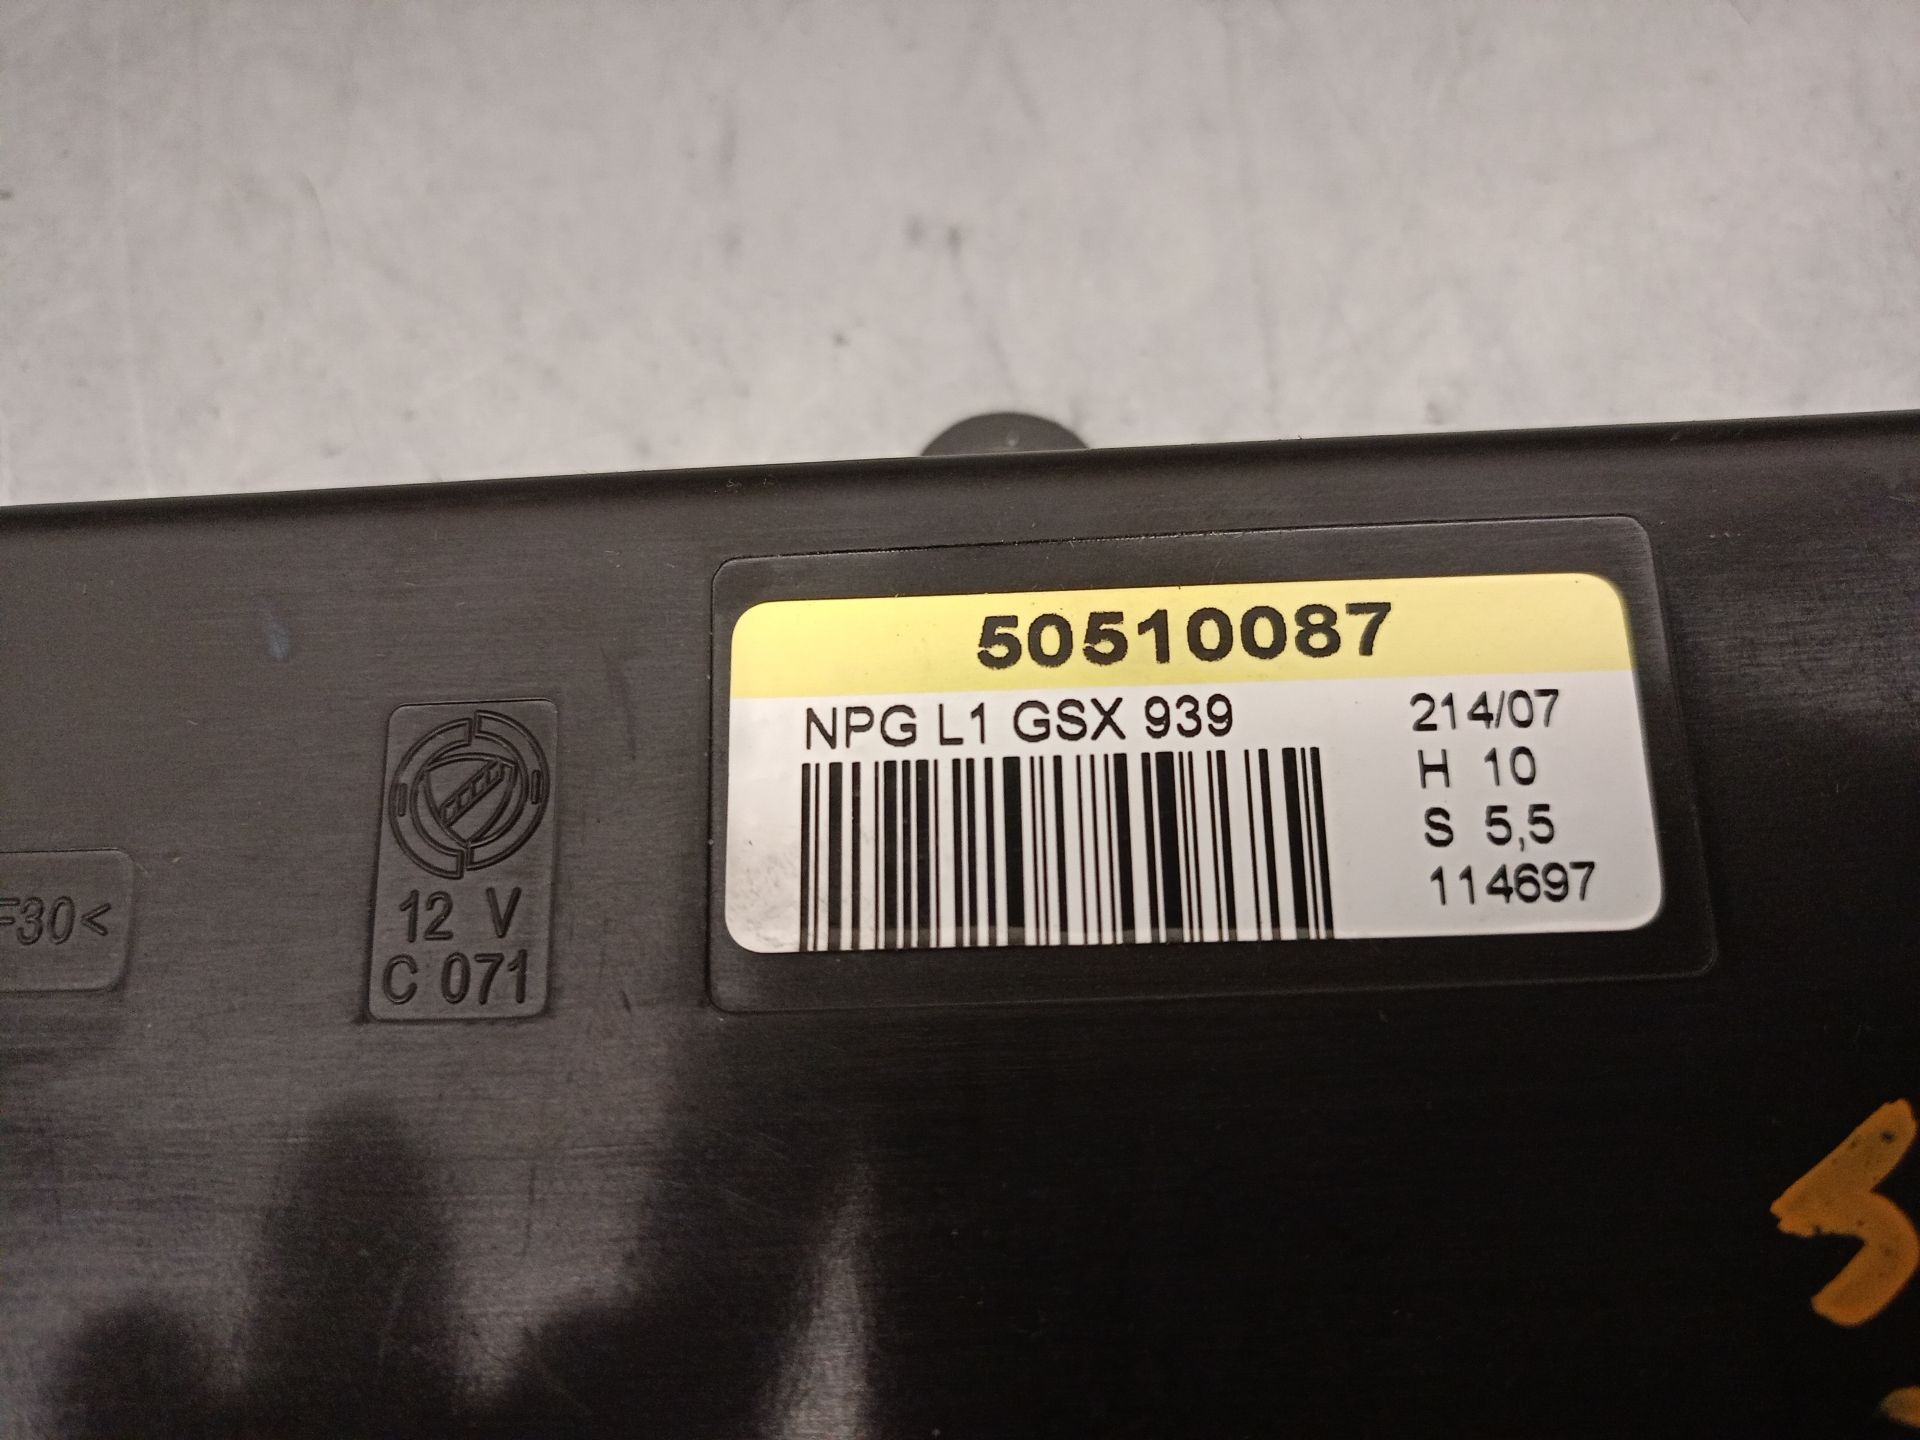 50510087
NPG L1 GSX 939
214/07
H 10
S 5,5
114697
12 V
C 071
F30<